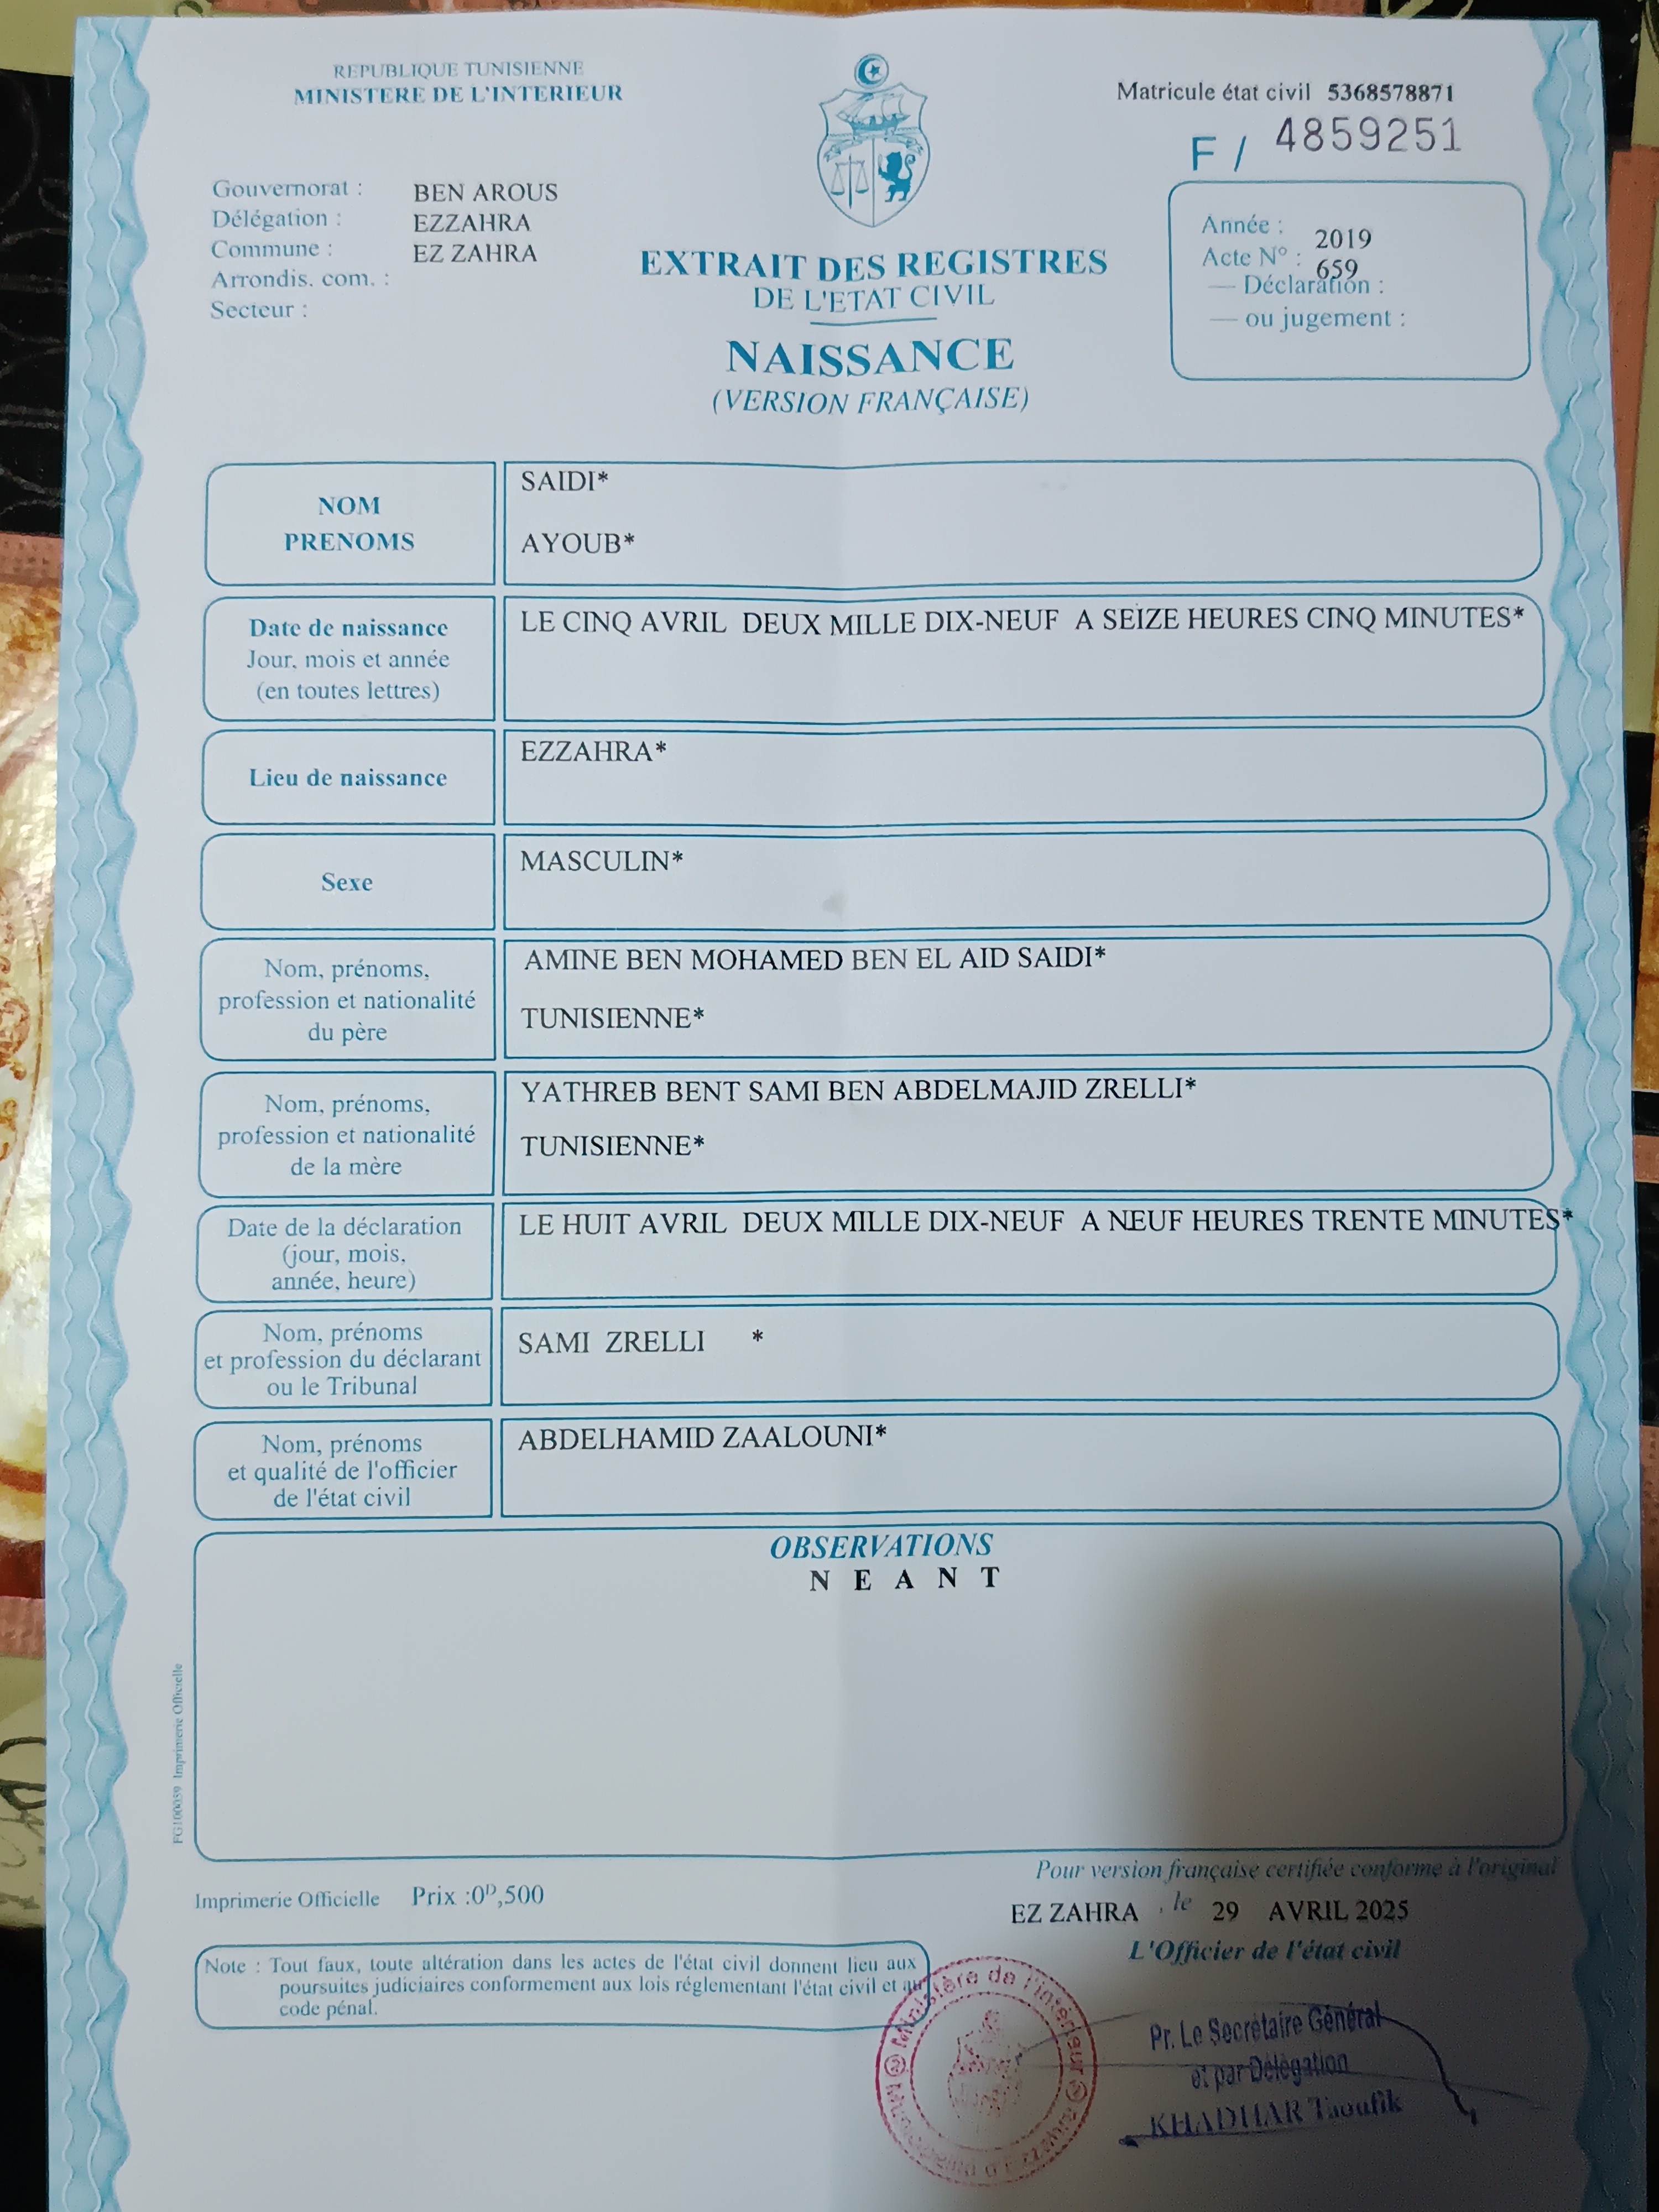 REPUBLIQUE TUNISIENNE
MINISTERE DE L'INTERIEUR
Matricule état civil 5368578871
F / 4859251
Gouvernorat : BEN AROUS
Délégation : EZZAHRA
Commune : EZ ZAHRA
Arrondis. com. :
Secteur :
EXTRAIT DES REGISTRES
DE L'ETAT CIVIL
NAISSANCE
(VERSION FRANÇAISE)
Année : 2019
Acte N° : 659
— Déclaration :
— ou jugement :
NOM
PRENOMS
SAIDI*
AYOUB*
Date de naissance
Jour, mois et année
(en toutes lettres)
LE CINQ AVRIL DEUX MILLE DIX-NEUF A SEIZE HEURES CINQ MINUTES*
Lieu de naissance
EZZAHRA*
Sexe
MASCULIN*
Nom, prénoms,
profession et nationalité
du père
AMINE BEN MOHAMED BEN EL AID SAIDI*
TUNISIENNE*
Nom, prénoms,
profession et nationalité
de la mère
YATHREB BENT SAMI BEN ABDELMAJID ZRELLI*
TUNISIENNE*
Date de la déclaration
(jour, mois,
année, heure)
LE HUIT AVRIL DEUX MILLE DIX-NEUF A NEUF HEURES TRENTE MINUTES*
Nom, prénoms
et profession du déclarant
ou le Tribunal
SAMI ZRELLI *
Nom, prénoms
et qualité de l'officier
de l'état civil
ABDELHAMID ZAALOUNI*
OBSERVATIONS
N E A N T
FG100039 Imprimerie Officielle
Imprimerie Officielle Prix :0ᴰ,500
Pour version française certifiée conforme à l'original
EZ ZAHRA , le 29 AVRIL 2025
L'Officier de l'état civil
Note : Tout faux, toute altération dans les actes de l'état civil donnent lieu aux
poursuites judiciaires conformement aux lois réglementant l'état civil et au
code pénal.
Ministère de l'intérieur
Pr. Le Secrétaire Général
et par Délégation
KHADHAR Taoufik